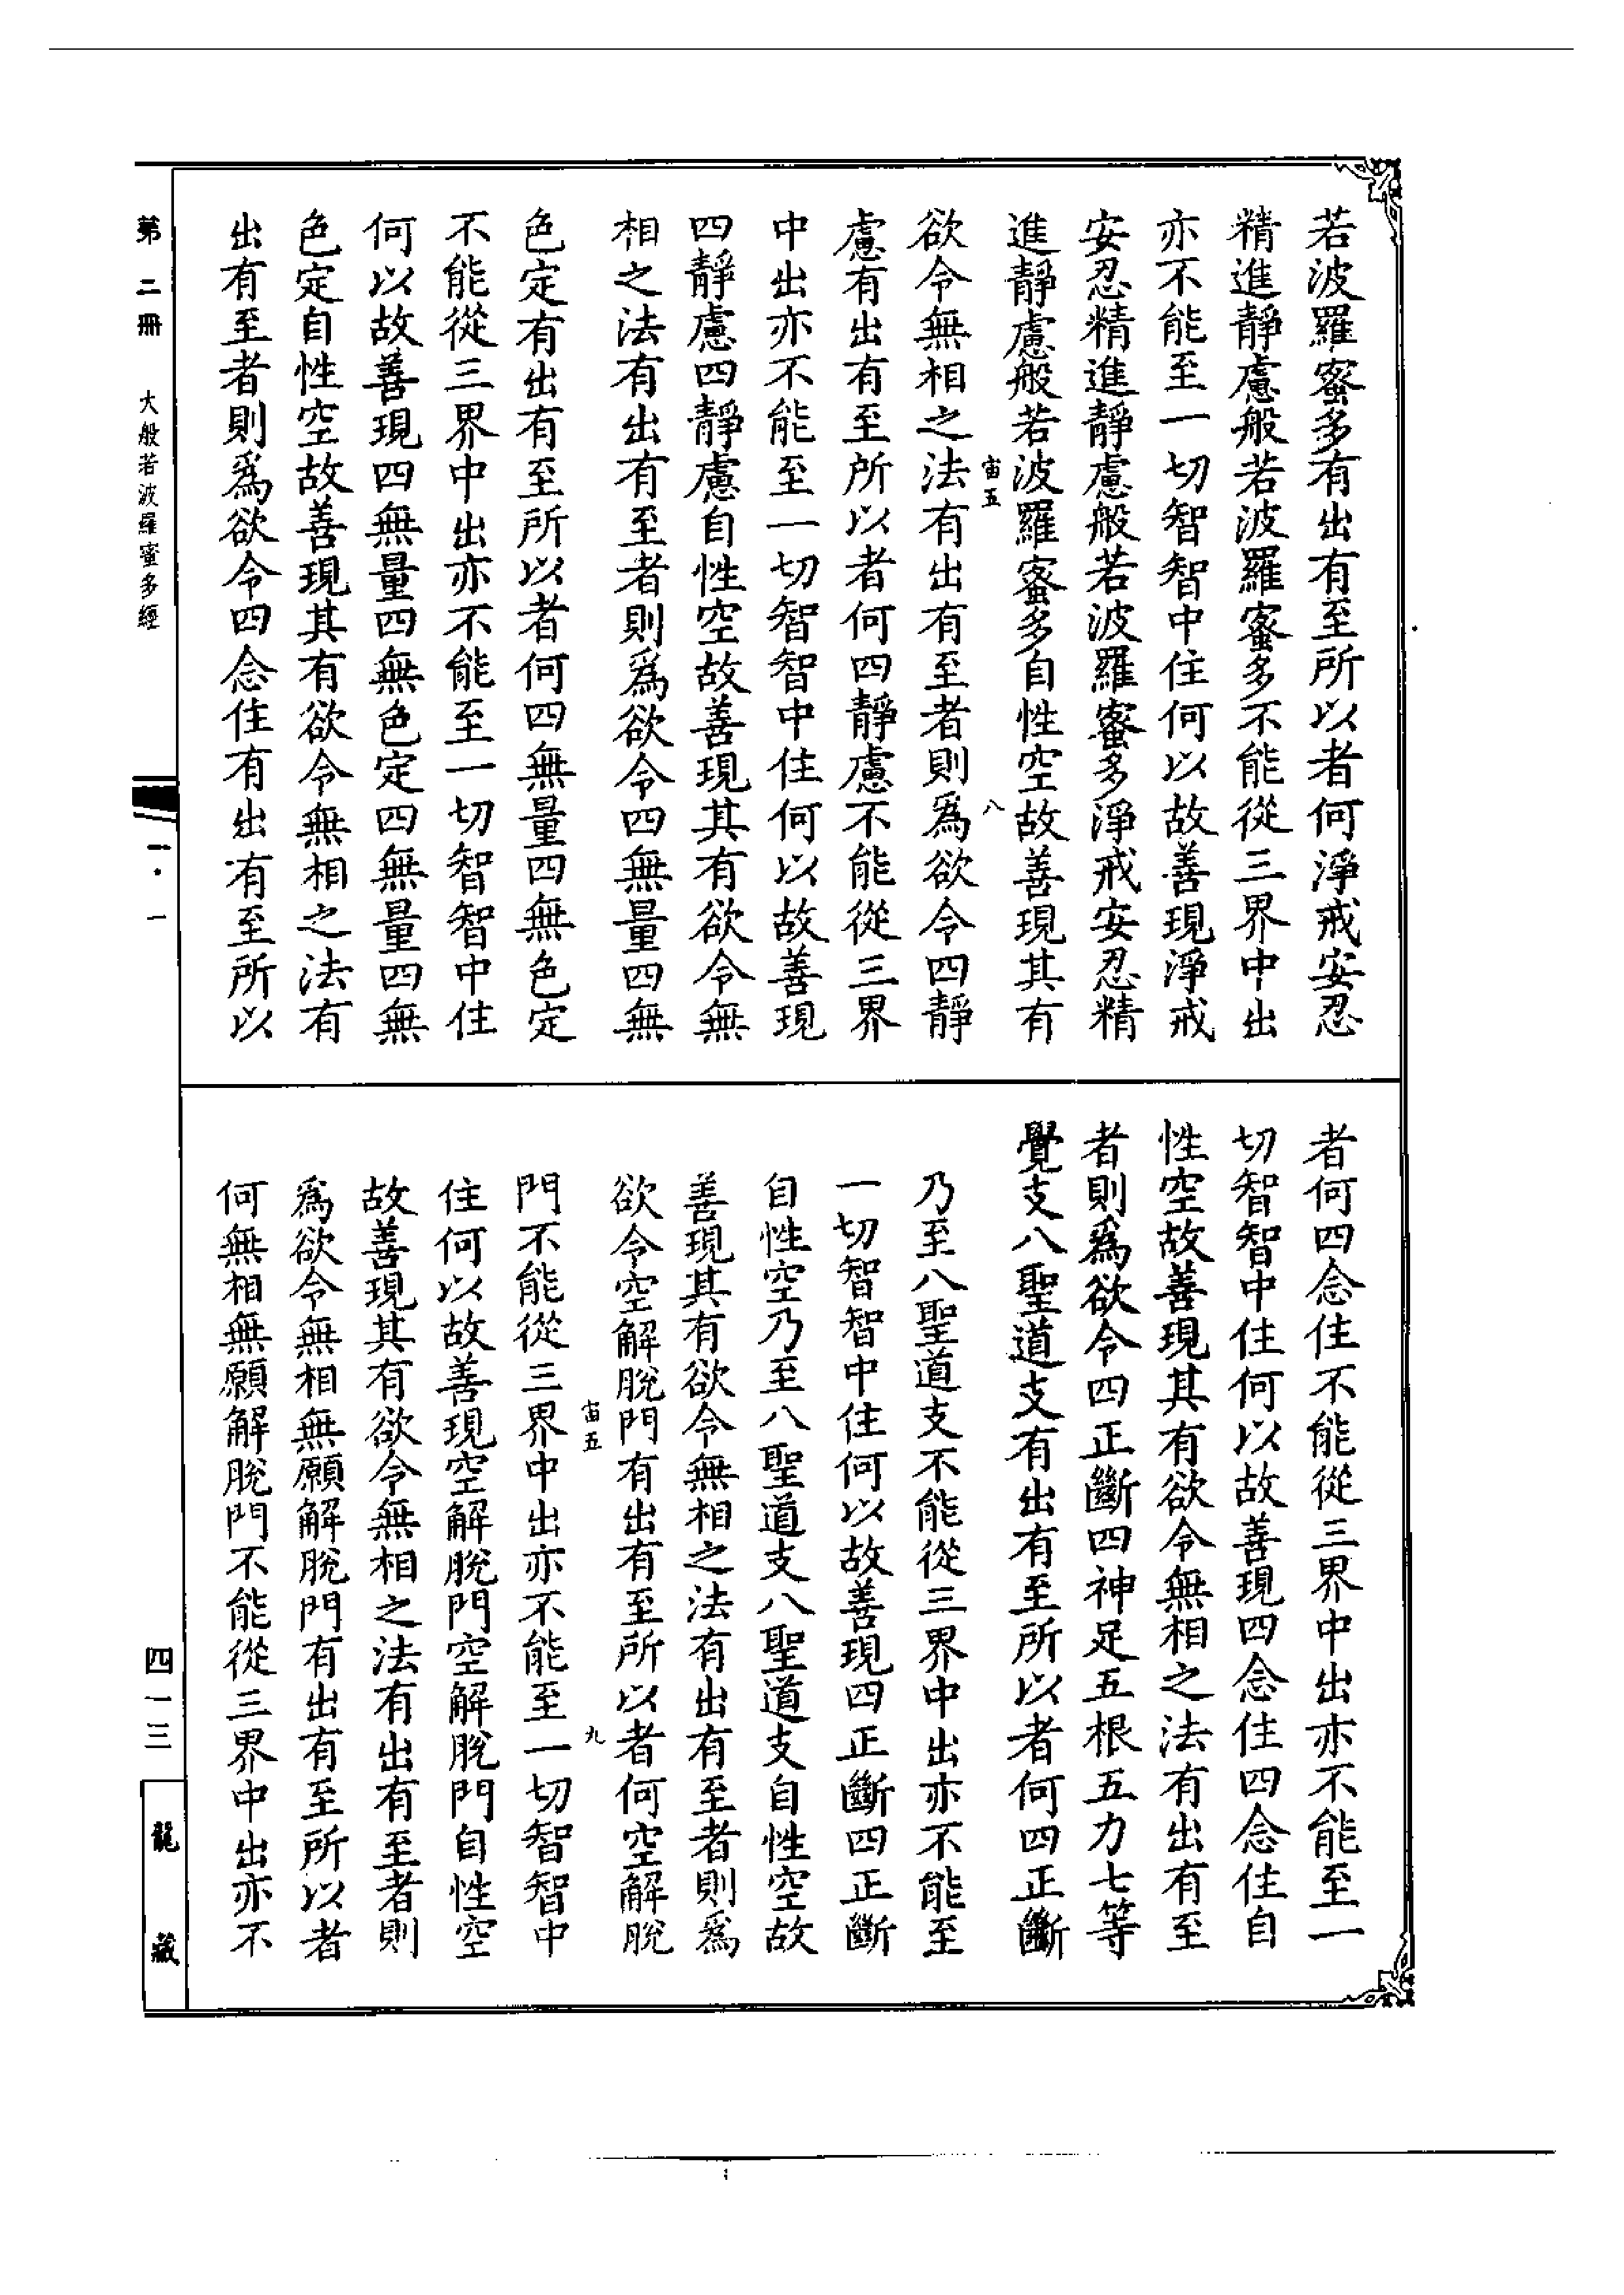 若波羅蜜多有出有至所以者何淨戒安忍
精進靜慮般若波羅蜜多不能從三界中出
亦不能至一切智智中住何以故善現淨戒
安忍精進靜慮般若波羅蜜多淨戒安忍精
進靜慮般若波羅蜜多自性空故善現其有
宙五 八
欲令無相之法有出有至者則爲欲令四靜
慮有出有至所以者何四靜慮不能從三界
中出亦不能至一切智智中住何以故善現
四靜慮四靜慮自性空故善現其有欲令無
相之法有出有至者則爲欲令四無量四無
色定有出有至所以者何四無量四無色定
不能從三界中出亦不能至一切智智中住
何以故善現四無量四無色定四無量四無
色定自性空故善現其有欲令無相之法有
出有至者則爲欲令四念住有出有至所以
者何四念住不能從三界中出亦不能至一
切智智中住何以故善現四念住四念住自
性空故善現其有欲令無相之法有出有至
者則爲欲令四正斷四神足五根五力七等
覺支八聖道支有出有至所以者何四正斷
乃至八聖道支不能從三界中出亦不能至
一切智智中住何以故善現四正斷四正斷
自性空乃至八聖道支八聖道支自性空故
善現其有欲令無相之法有出有至者則爲
欲令空解脫門有出有至所以者何空解脫
宙五 九
門不能從三界中出亦不能至一切智智中
住何以故善現空解脫門空解脫門自性空
故善現其有欲令無相之法有出有至者則
爲欲令無相無願解脫門有出有至所以者
何無相無願解脫門不能從三界中出亦不
第二冊 大般若波羅蜜多經 一·一 四一三 龍藏